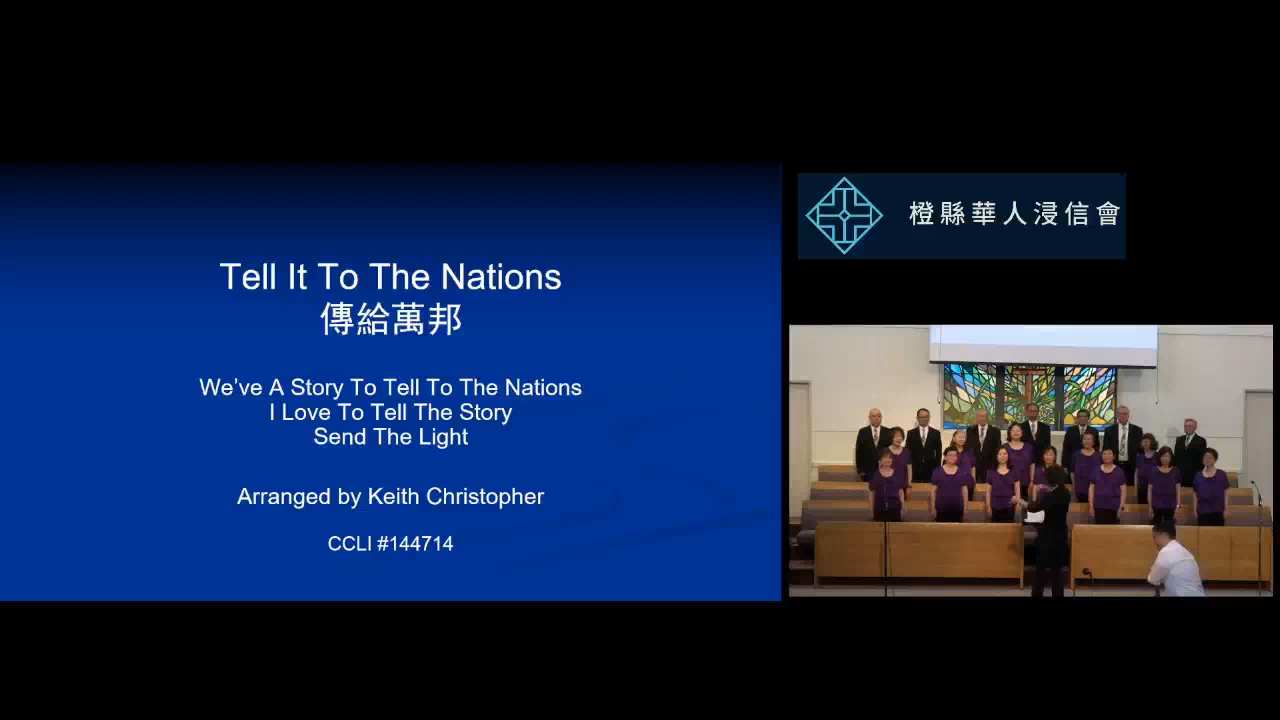 Tell It To The Nations
傳給萬邦
We’ve A Story To Tell To The Nations
I Love To Tell The Story
Send The Light
Arranged by Keith Christopher
CCLI #144714
橙縣華人浸信會